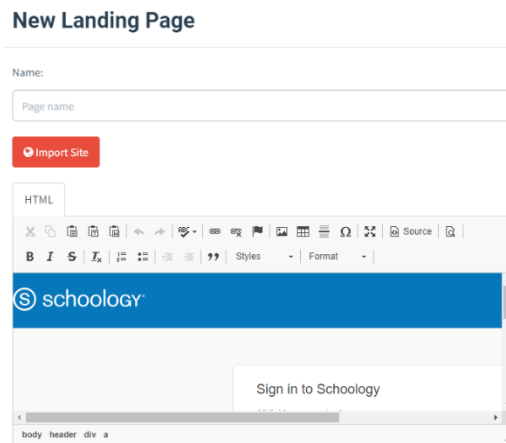 New Landing Page
Name:
Page name
Import Site
HTML
Source
B I S Tx Styles Format
schoology
Sign in to Schoology
body header div a